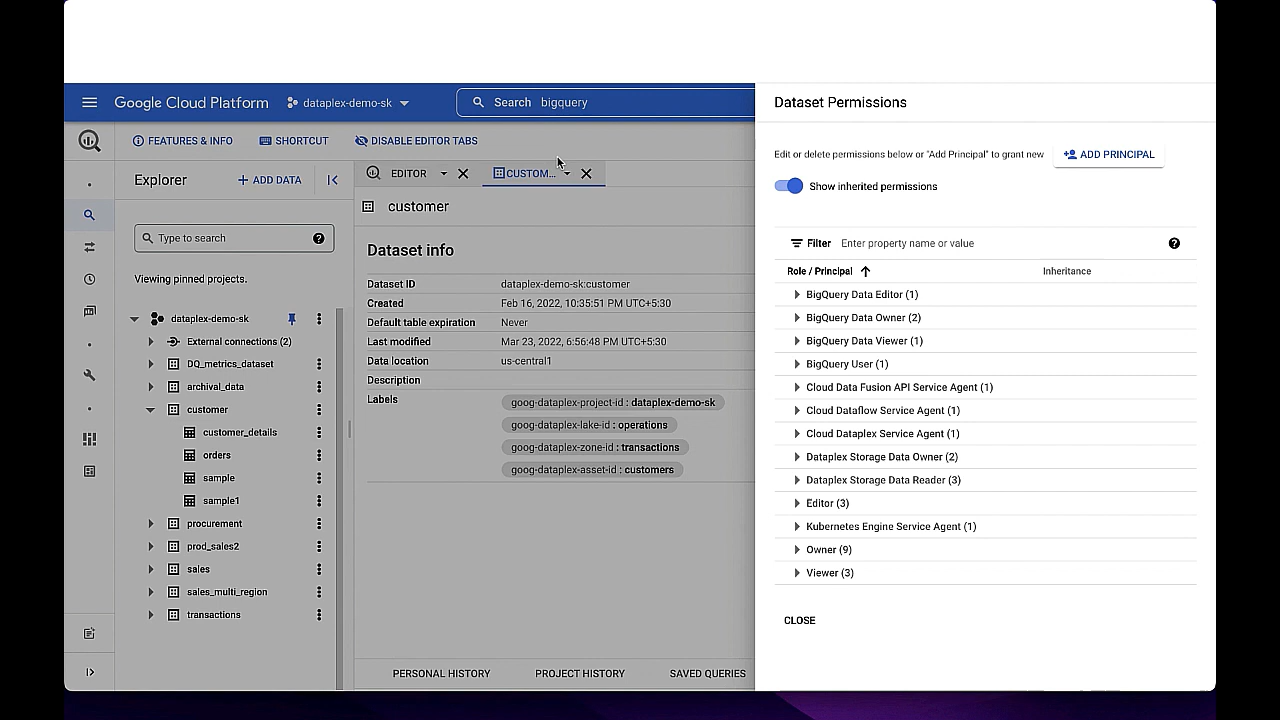 Google Cloud Platform
dataplex-demo-sk
Search bigquery
FEATURES & INFO
SHORTCUT
DISABLE EDITOR TABS
Explorer
+ ADD DATA
Type to search
Viewing pinned projects.
dataplex-demo-sk
External connections (2)
DQ_metrics_dataset
archival_data
customer
customer_details
orders
sample
sample1
procurement
prod_sales2
sales
sales_multi_region
transactions
EDITOR
CUSTOM...
customer
Dataset info
Dataset ID dataplex-demo-sk:customer
Created Feb 16, 2022, 10:35:51 PM UTC+5:30
Default table expiration Never
Last modified Mar 23, 2022, 6:56:48 PM UTC+5:30
Data location us-central1
Description
Labels goog-dataplex-project-id : dataplex-demo-sk
goog-dataplex-lake-id : operations
goog-dataplex-zone-id : transactions
goog-dataplex-asset-id : customers
PERSONAL HISTORY
PROJECT HISTORY
SAVED QUERIES
Dataset Permissions
Edit or delete permissions below or "Add Principal" to grant new
ADD PRINCIPAL
Show inherited permissions
Filter Enter property name or value
Role / Principal Inheritance
BigQuery Data Editor (1)
BigQuery Data Owner (2)
BigQuery Data Viewer (1)
BigQuery User (1)
Cloud Data Fusion API Service Agent (1)
Cloud Dataflow Service Agent (1)
Cloud Dataplex Service Agent (1)
Dataplex Storage Data Owner (2)
Dataplex Storage Data Reader (3)
Editor (3)
Kubernetes Engine Service Agent (1)
Owner (9)
Viewer (3)
CLOSE